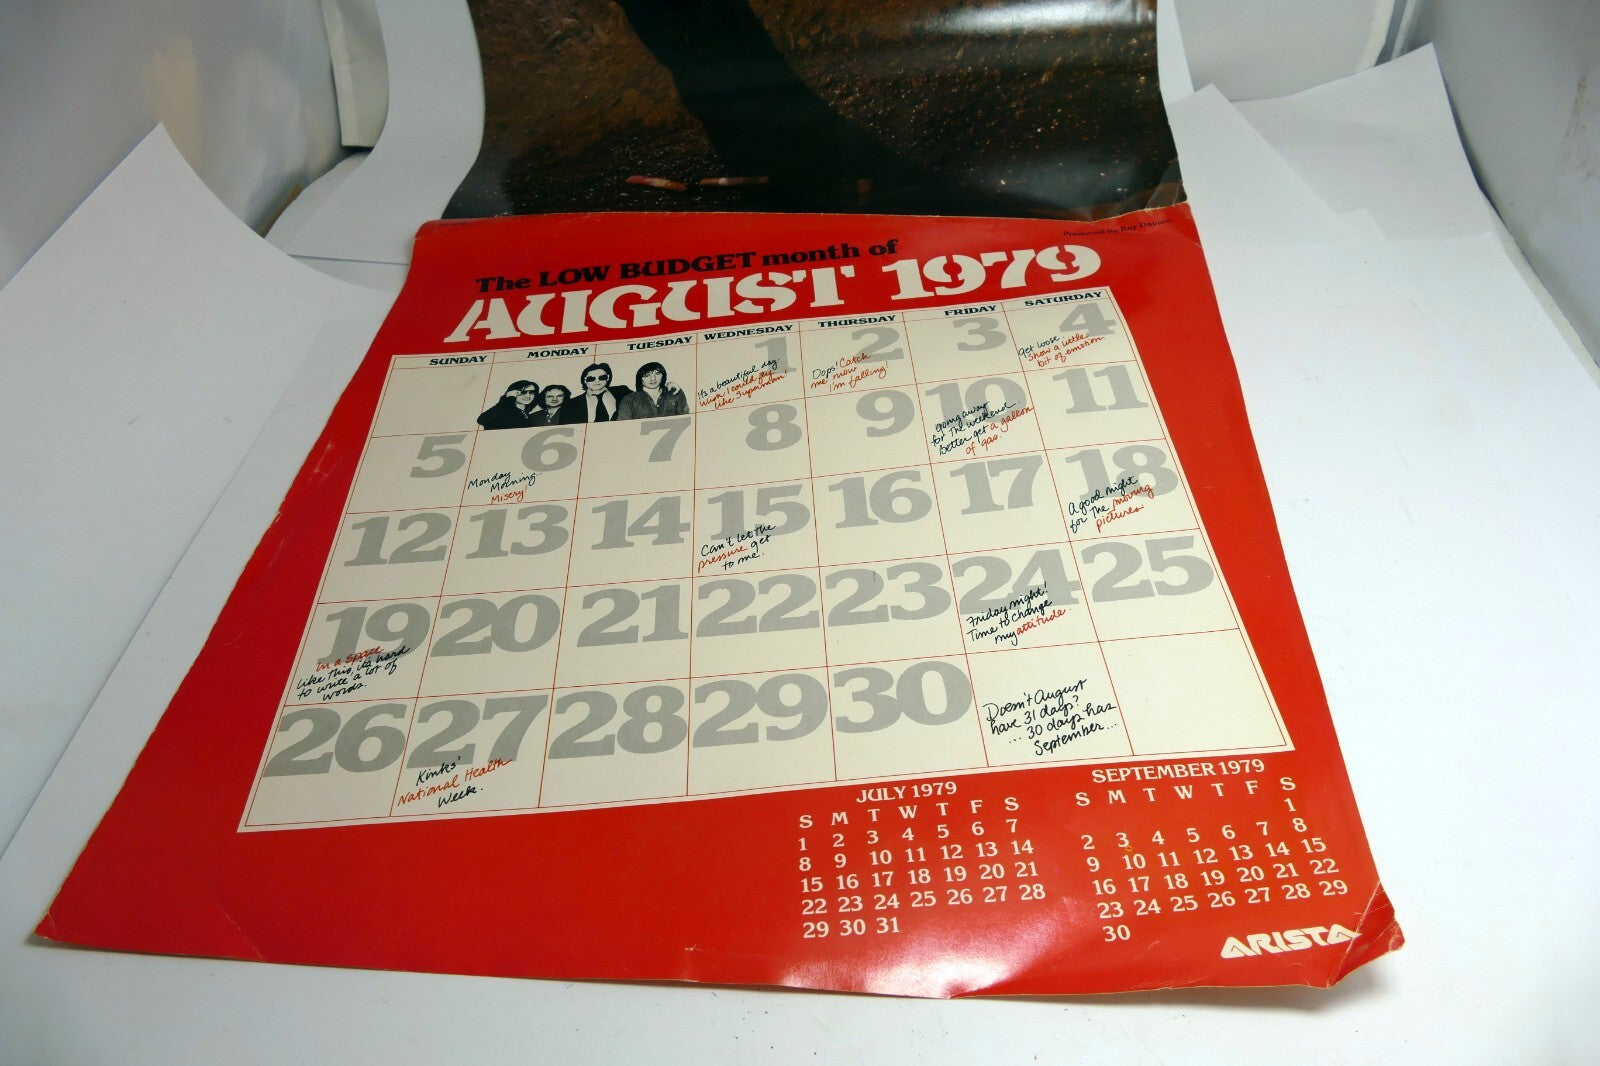 Produced by Ray Davies.
The LOW BUDGET month of
AUGUST 1979
SUNDAY MONDAY TUESDAY WEDNESDAY THURSDAY FRIDAY SATURDAY
1 2 3 4
It's a beautiful day.
Wish I could fly
like Superman!
Oops! Catch
me now
I'm falling!
get loose...
Show a little
bit of emotion.
5 6 7 8 9 10 11
Monday
Morning...
Misery!
going away
for the weekend...
better get a gallon
of gas.
12 13 14 15 16 17 18
Can't let the
pressure get
to me!
A good night
for the moving
pictures
19 20 21 22 23 24 25
In a space
like this, it's hard
to write a lot of
words.
Friday night!
Time to change
my attitude.
26 27 28 29 30
Kinks'
National Health
Week.
Doesn't August
have 31 days?
... 30 days has
September...
JULY 1979
S M T W T F S
1 2 3 4 5 6 7
8 9 10 11 12 13 14
15 16 17 18 19 20 21
22 23 24 25 26 27 28
29 30 31
SEPTEMBER 1979
S M T W T F S
1
2 3 4 5 6 7 8
9 10 11 12 13 14 15
16 17 18 19 20 21 22
23 24 25 26 27 28 29
30
ARISTA